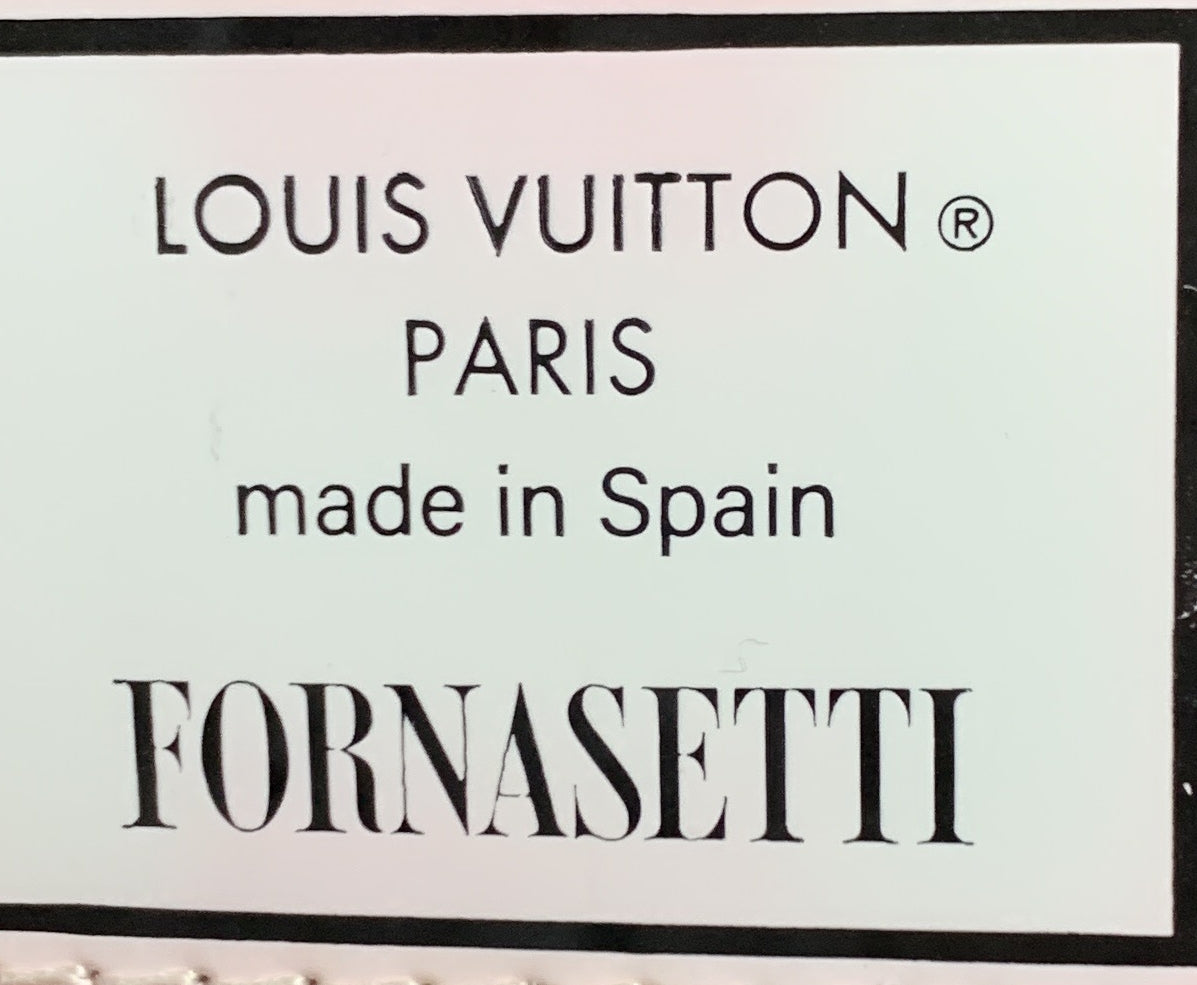 LOUIS VUITTON ®
PARIS
made in Spain
FORNASETTI